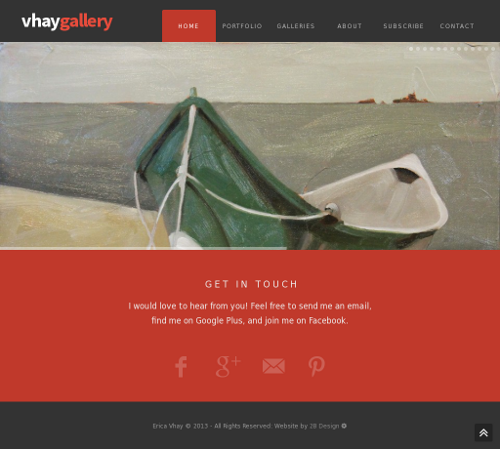 vhaygallery
HOME PORTFOLIO GALLERIES ABOUT SUBSCRIBE CONTACT
GET IN TOUCH
I would love to hear from you! Feel free to send me an email,
find me on Google Plus, and join me on Facebook.
Erica Vhay © 2013 - All Rights Reserved. Website by JB Design